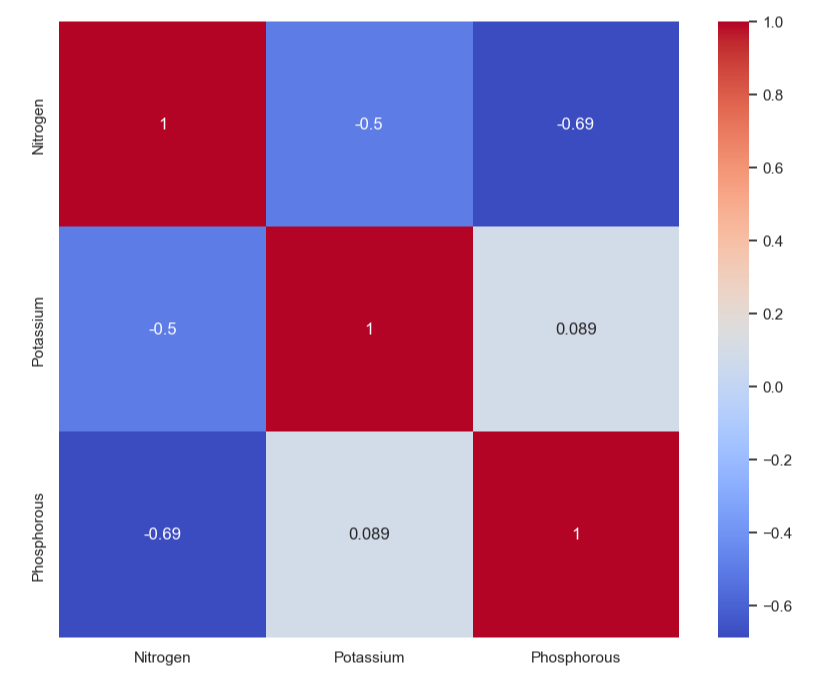 Nitrogen 1 -0.5 -0.69
Potassium -0.5 1 0.089
Phosphorous -0.69 0.089 1
Nitrogen Potassium Phosphorous
1.0
0.8
0.6
0.4
0.2
0.0
−0.2
−0.4
−0.6